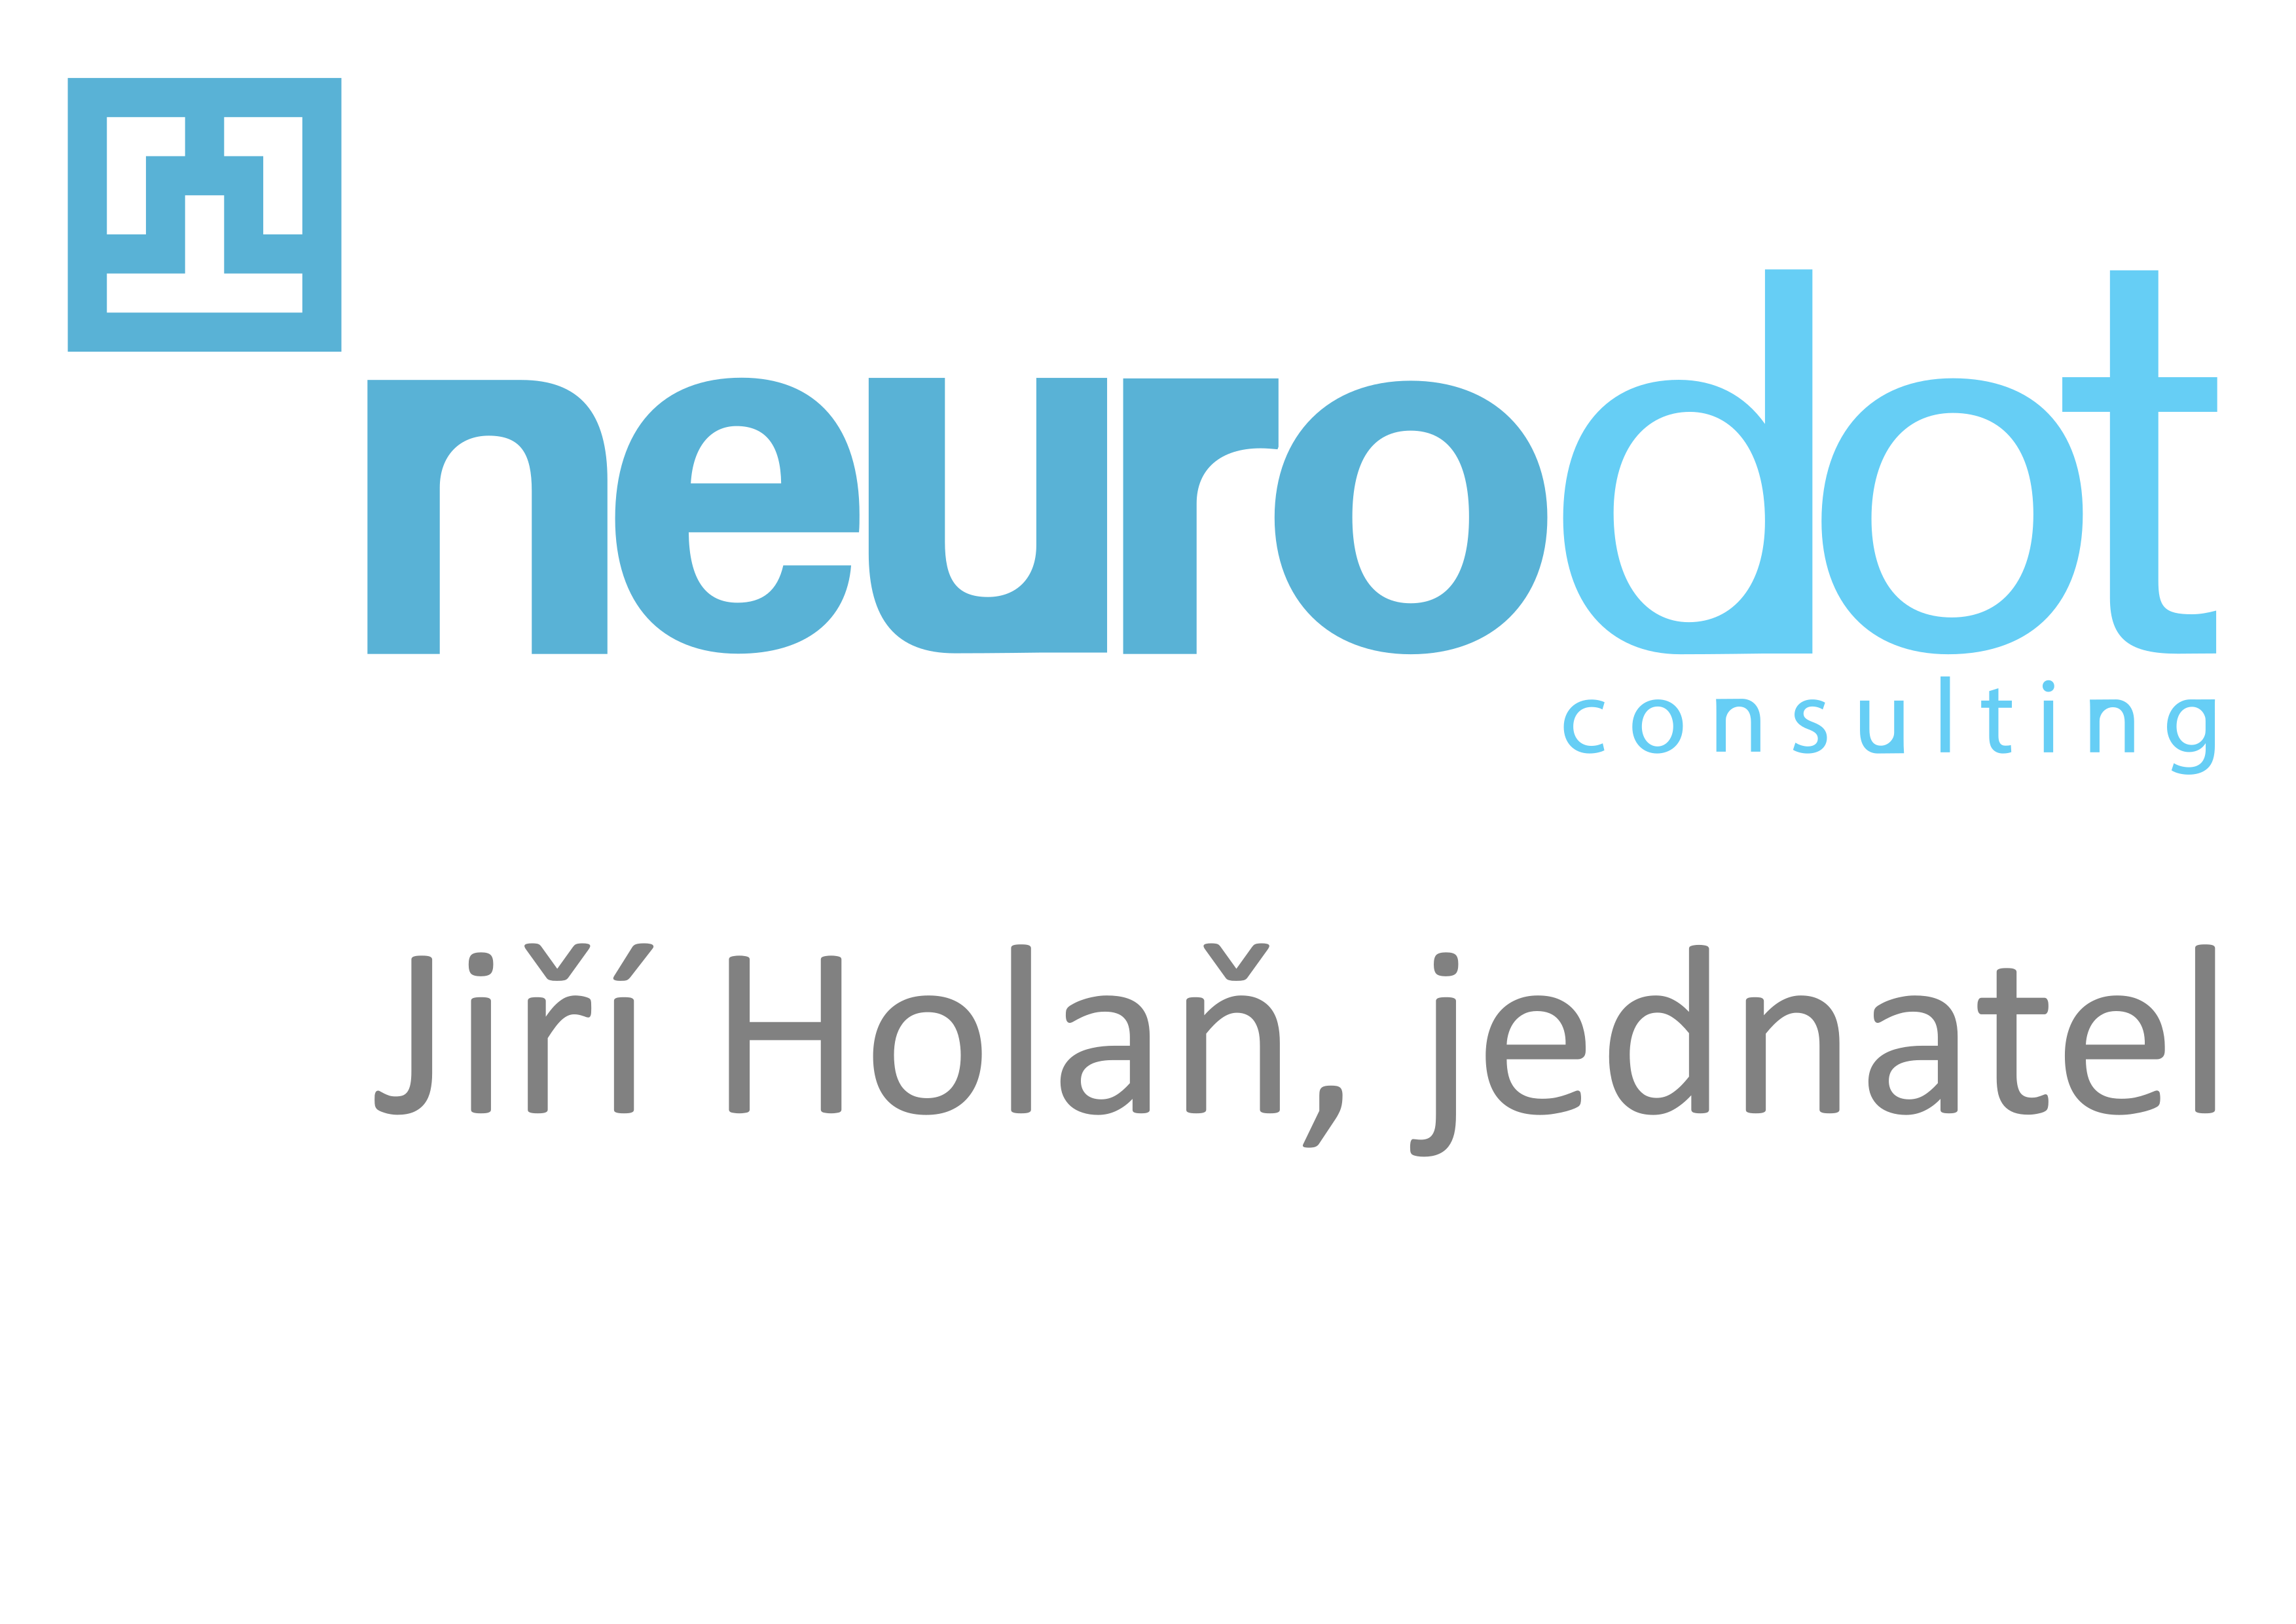 neurodot
consulting
Jiří Holaň, jednatel